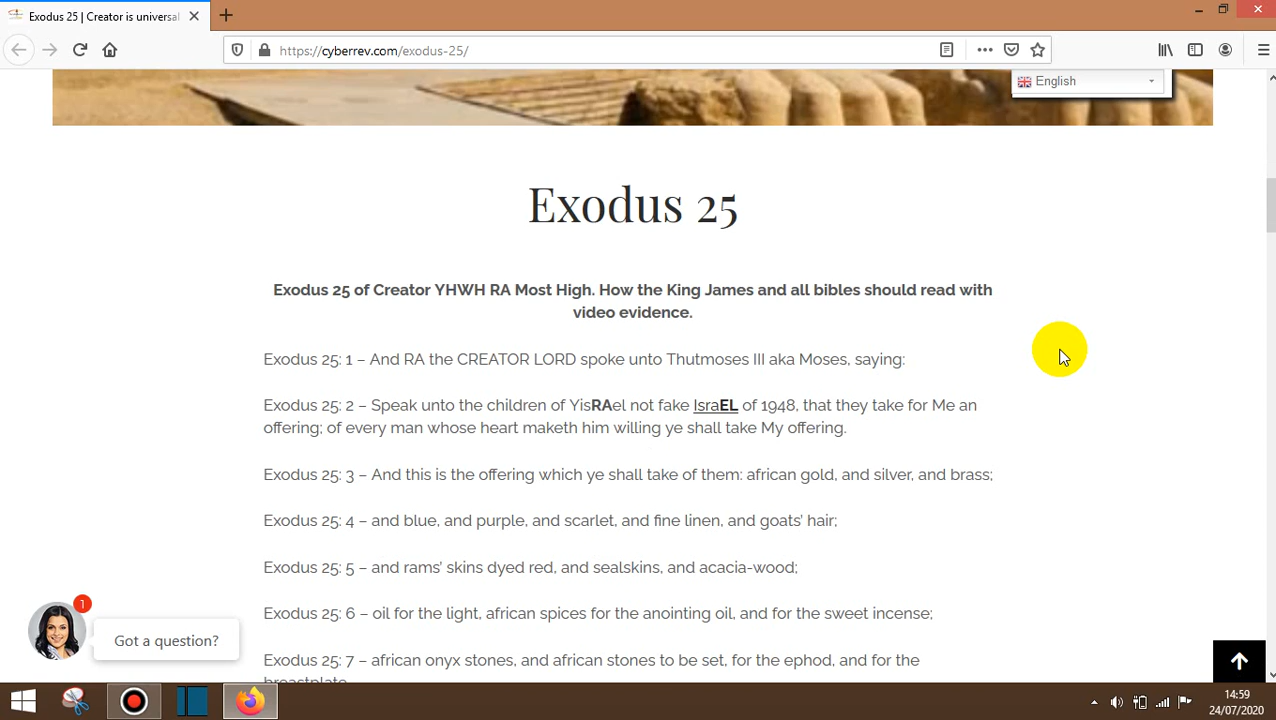 Exodus 25 | Creator is universal
https://cyberrev.com/exodus-25/
English
Exodus 25
Exodus 25 of Creator YHWH RA Most High. How the King James and all bibles should read with
video evidence.
Exodus 25: 1 – And RA the CREATOR LORD spoke unto Thutmoses III aka Moses, saying:
Exodus 25: 2 – Speak unto the children of YisRAel not fake IsraEL of 1948, that they take for Me an
offering; of every man whose heart maketh him willing ye shall take My offering.
Exodus 25: 3 – And this is the offering which ye shall take of them: african gold, and silver, and brass;
Exodus 25: 4 – and blue, and purple, and scarlet, and fine linen, and goats' hair;
Exodus 25: 5 – and rams' skins dyed red, and sealskins, and acacia-wood;
Exodus 25: 6 – oil for the light, african spices for the anointing oil, and for the sweet incense;
1
Got a question?
Exodus 25: 7 – african onyx stones, and african stones to be set, for the ephod, and for the
breastplate
14:59
24/07/2020